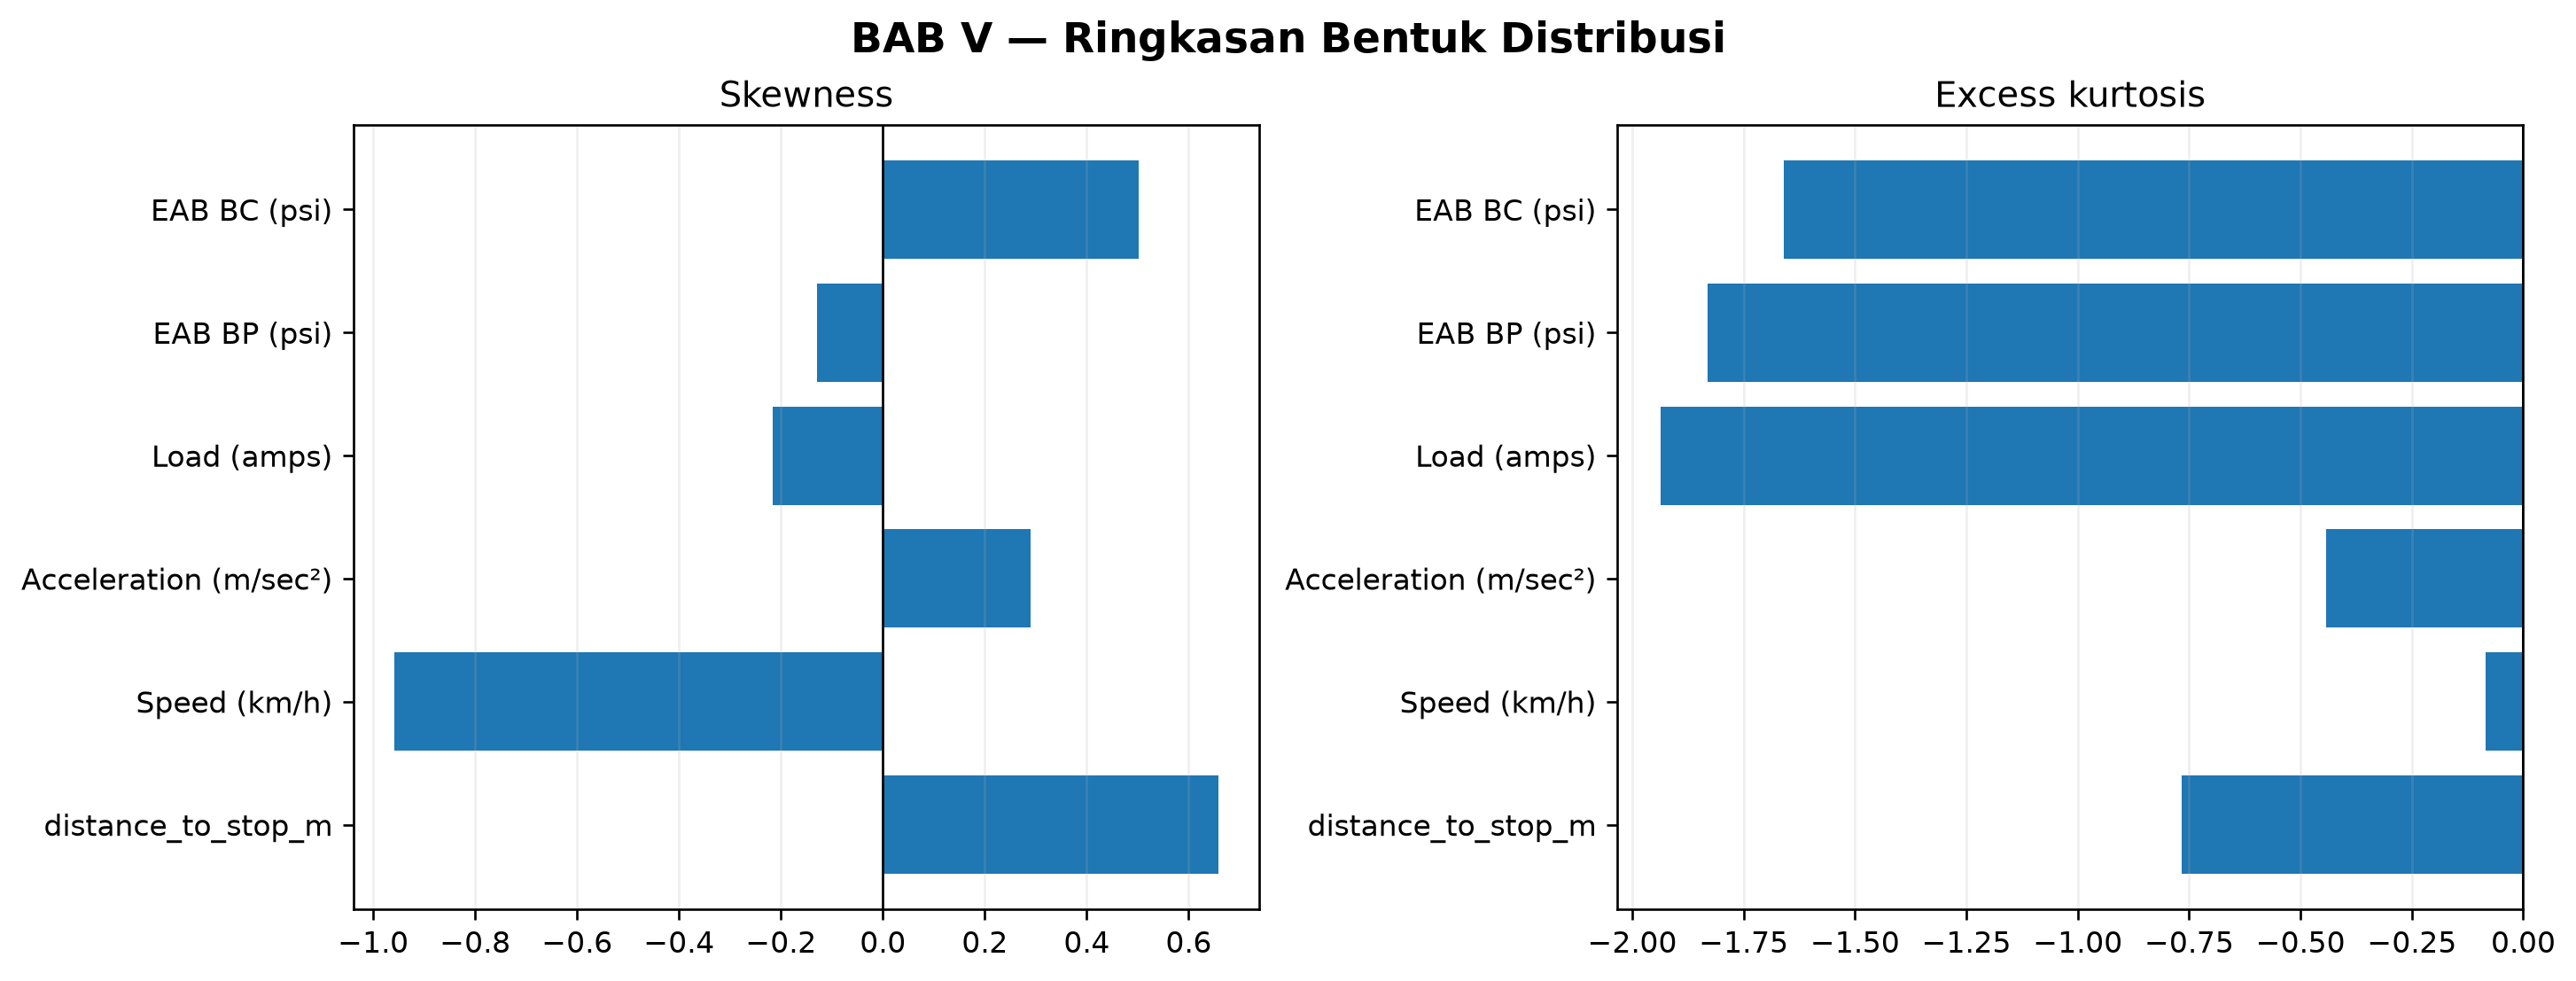 BAB V — Ringkasan Bentuk Distribusi
Skewness
EAB BC (psi)
EAB BP (psi)
Load (amps)
Acceleration (m/sec²)
Speed (km/h)
distance_to_stop_m
−1.0 −0.8 −0.6 −0.4 −0.2 0.0 0.2 0.4 0.6
Excess kurtosis
EAB BC (psi)
EAB BP (psi)
Load (amps)
Acceleration (m/sec²)
Speed (km/h)
distance_to_stop_m
−2.00 −1.75 −1.50 −1.25 −1.00 −0.75 −0.50 −0.25 0.00